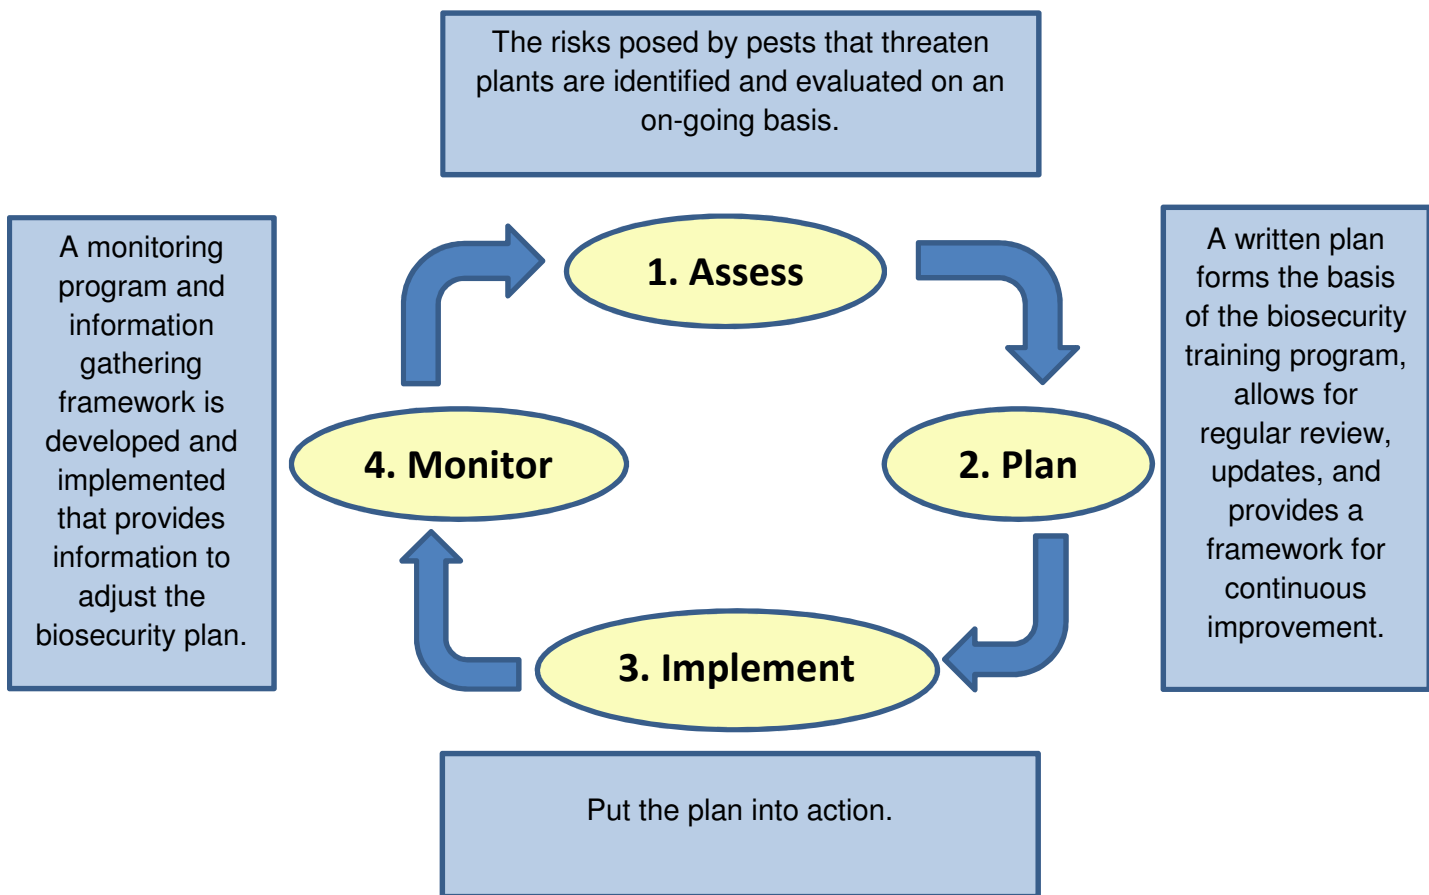 The risks posed by pests that threaten
plants are identified and evaluated on an
on-going basis.
1. Assess
A written plan
forms the basis
of the biosecurity
training program,
allows for
regular review,
updates, and
provides a
framework for
continuous
improvement.
2. Plan
3. Implement
Put the plan into action.
4. Monitor
A monitoring
program and
information
gathering
framework is
developed and
implemented
that provides
information to
adjust the
biosecurity plan.